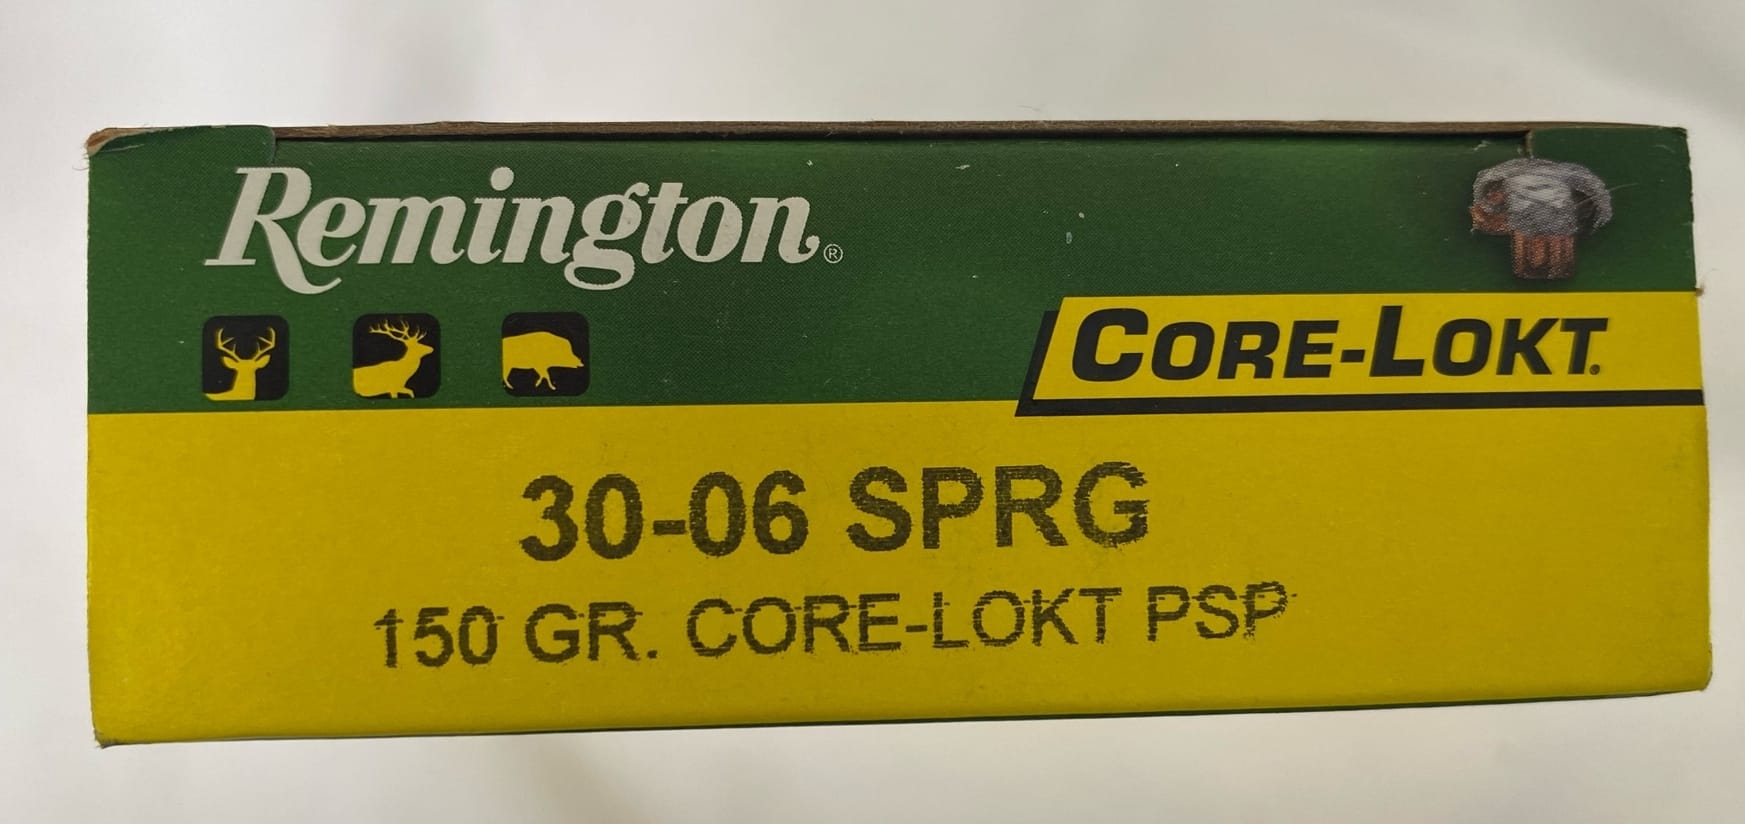 Remington®
CORE-LOKT®
30-06 SPRG
150 GR. CORE-LOKT PSP